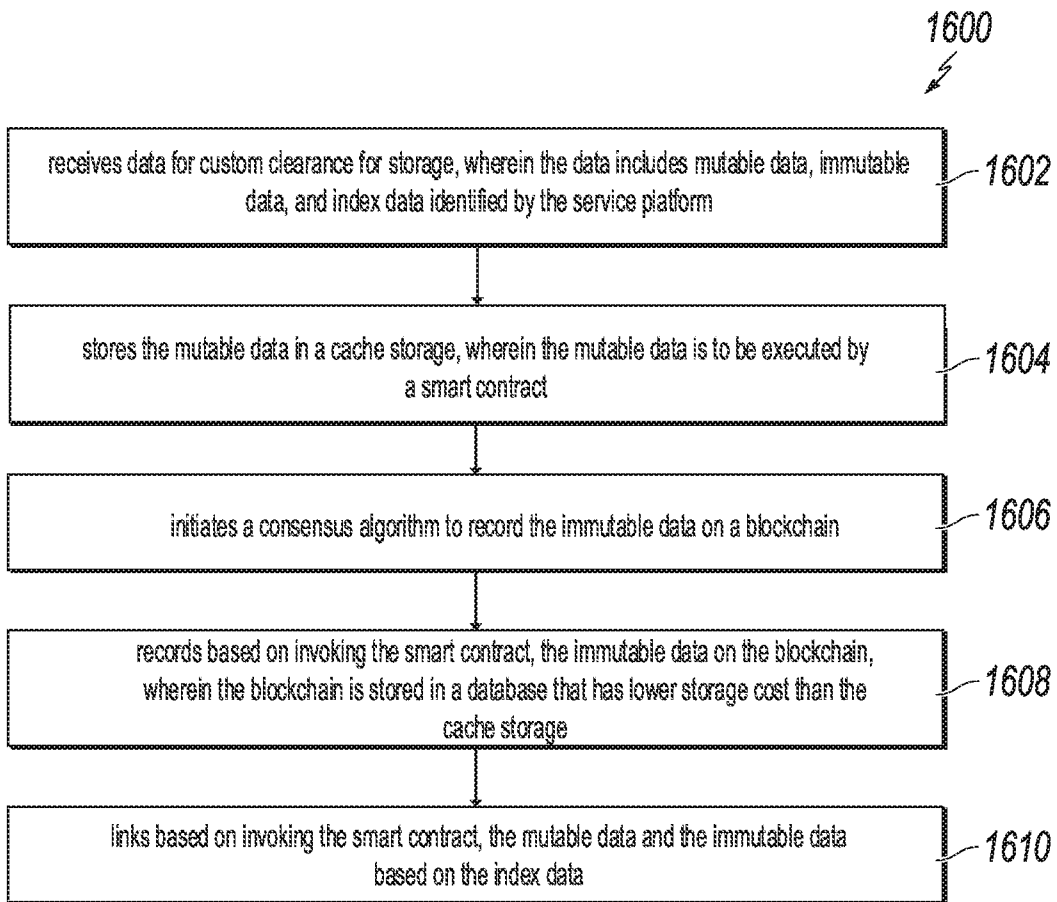 1600
receives data for custom clearance for storage, wherein the data includes mutable data, immutable
data, and index data identified by the service platform
1602
stores the mutable data in a cache storage, wherein the mutable data is to be executed by
a smart contract
1604
initiates a consensus algorithm to record the immutable data on a blockchain
1606
records based on invoking the smart contract, the immutable data on the blockchain,
wherein the blockchain is stored in a database that has lower storage cost than the
cache storage
1608
links based on invoking the smart contract, the mutable data and the immutable data
based on the index data
1610